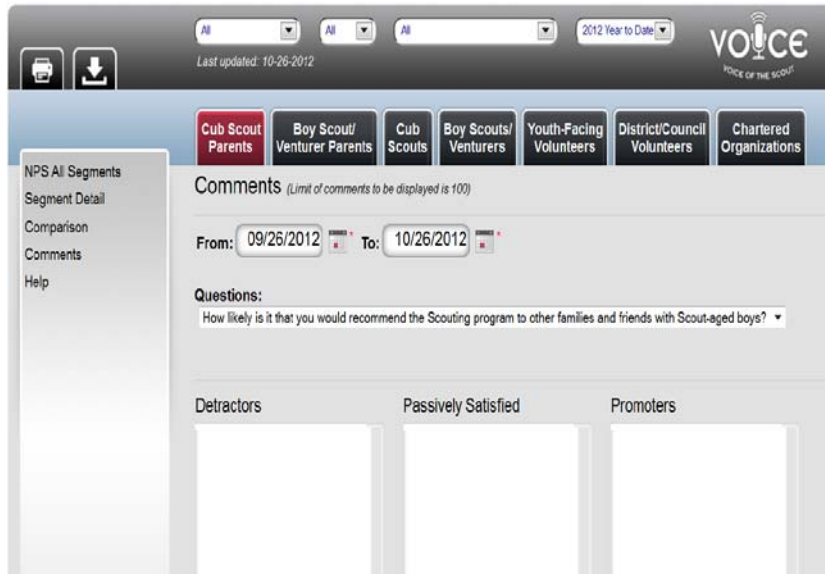 All All All 2012 Year to Date
Last updated: 10-26-2012
VOICE
VOICE OF THE SCOUT
Cub Scout Parents
Boy Scout/ Venturer Parents
Cub Scouts
Boy Scouts/ Venturers
Youth-Facing Volunteers
District/Council Volunteers
Chartered Organizations
NPS All Segments
Segment Detail
Comparison
Comments
Help
Comments (Limit of comments to be displayed is 100)
From: 09/26/2012 * To: 10/26/2012 *
Questions:
How likely is it that you would recommend the Scouting program to other families and friends with Scout-aged boys?
Detractors Passively Satisfied Promoters